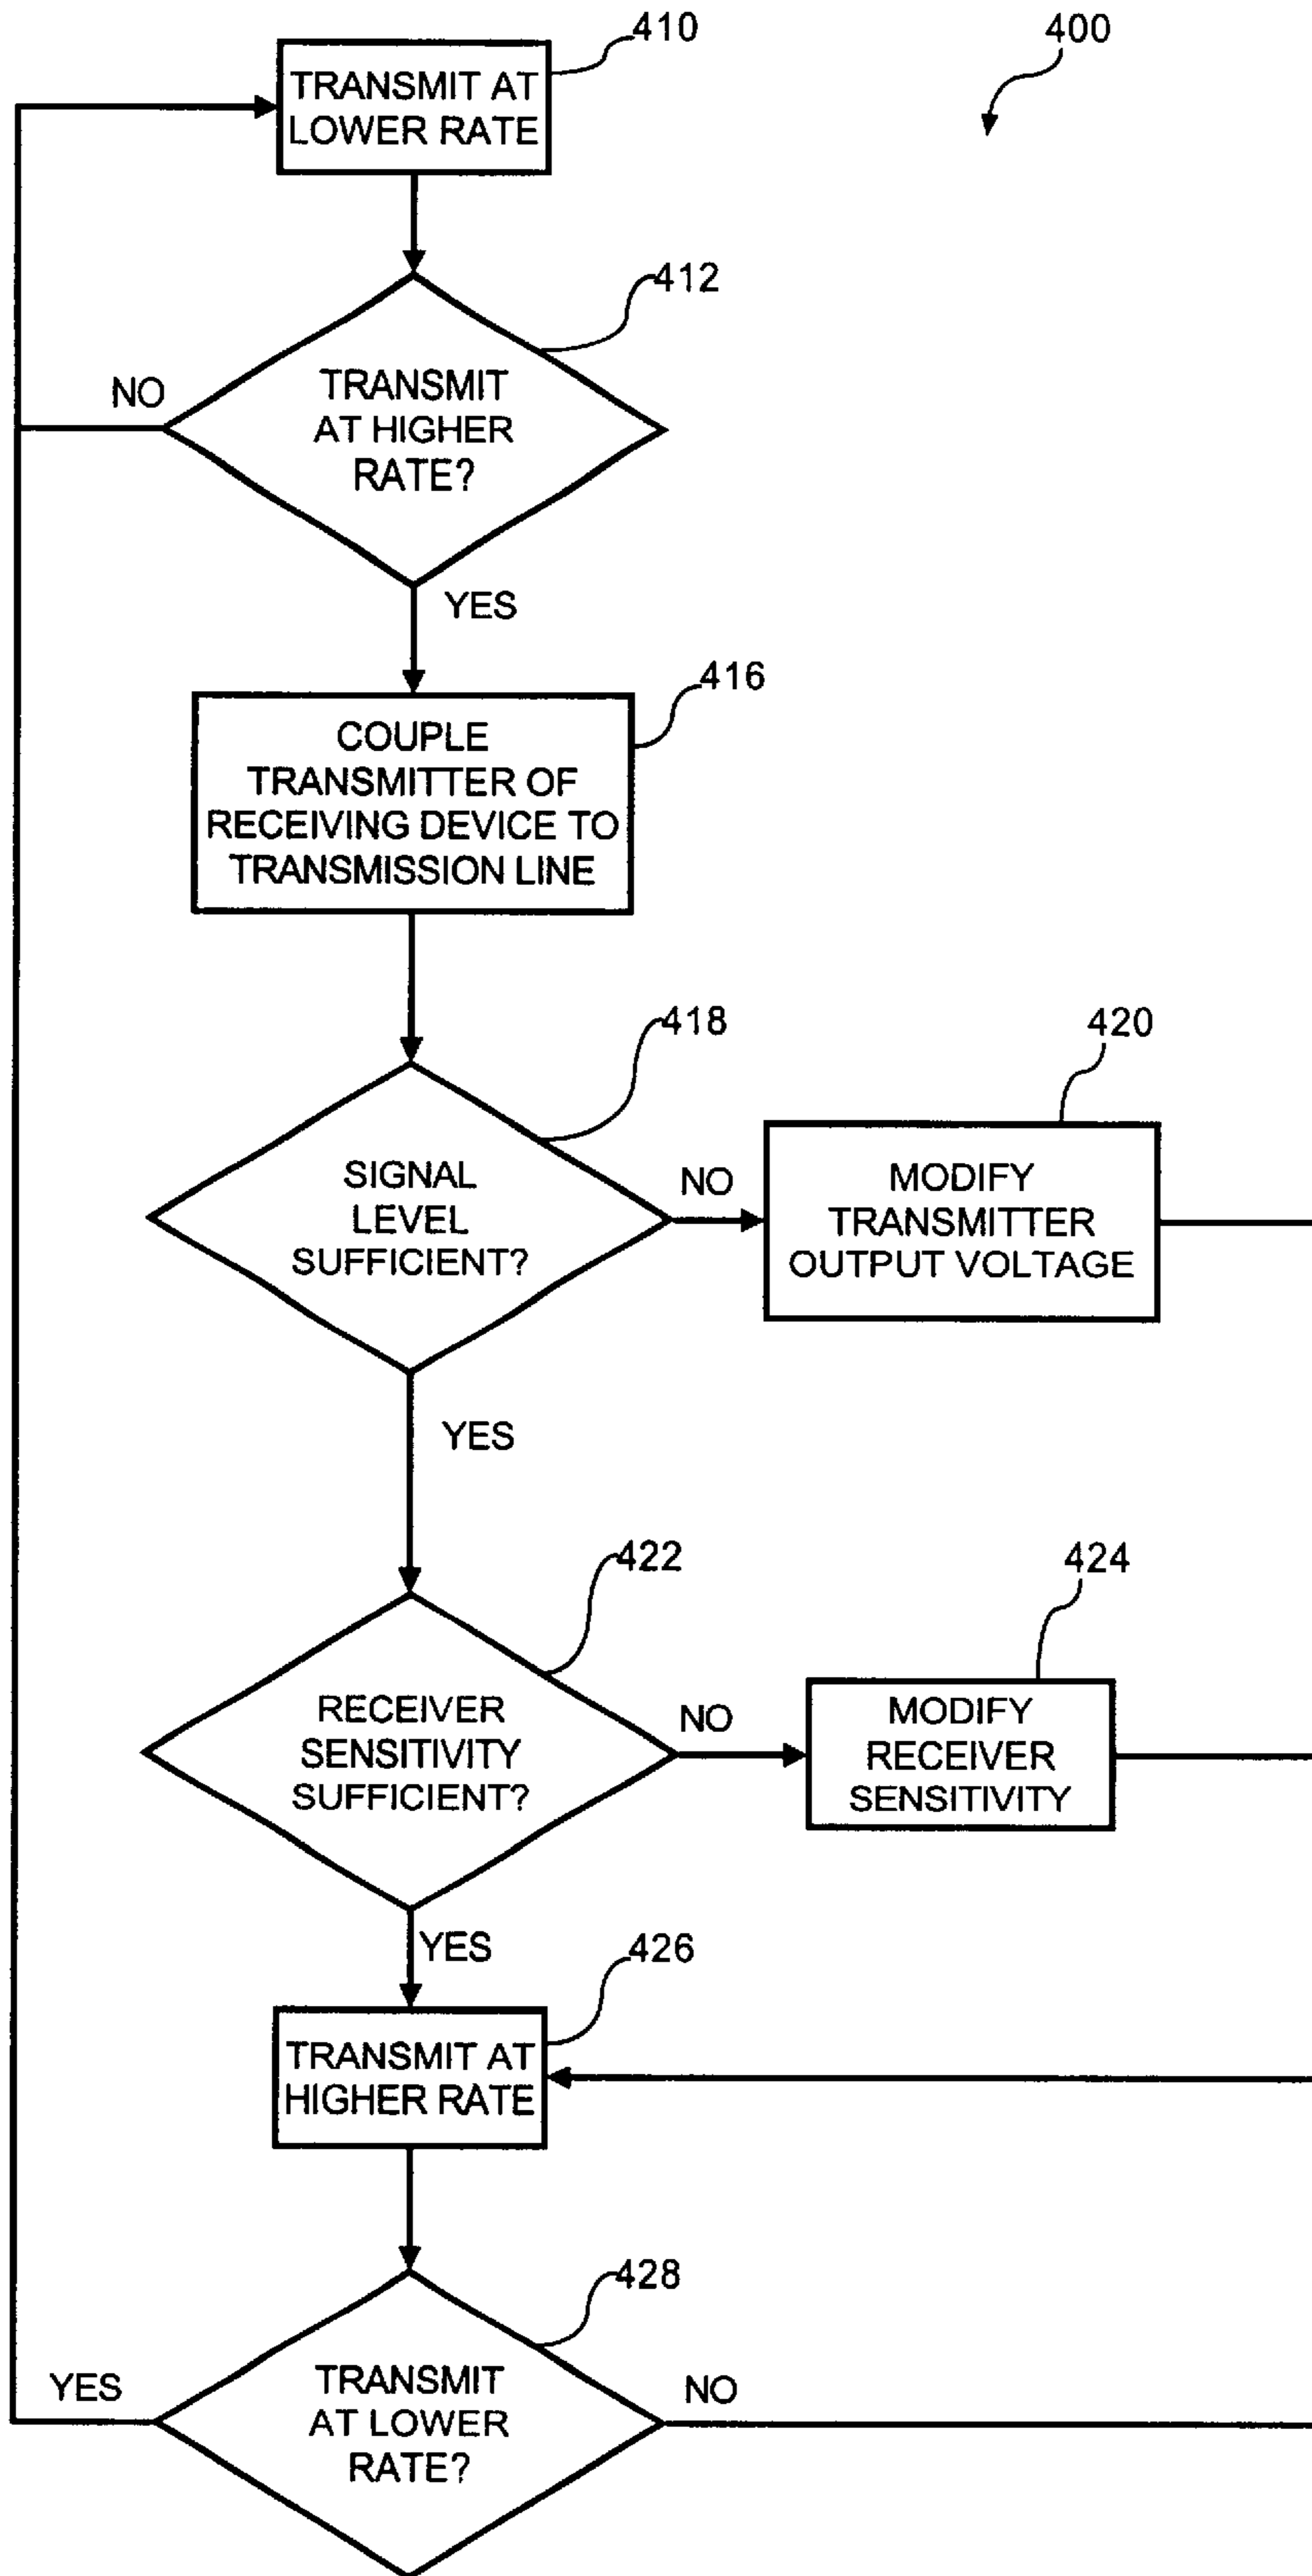 410
400
TRANSMIT AT
LOWER RATE
412
TRANSMIT
AT HIGHER
RATE?
NO
YES
416
COUPLE
TRANSMITTER OF
RECEIVING DEVICE TO
TRANSMISSION LINE
418
SIGNAL
LEVEL
SUFFICIENT?
NO
420
MODIFY
TRANSMITTER
OUTPUT VOLTAGE
YES
422
RECEIVER
SENSITIVITY
SUFFICIENT?
NO
424
MODIFY
RECEIVER
SENSITIVITY
YES
426
TRANSMIT AT
HIGHER RATE
428
TRANSMIT
AT LOWER
RATE?
YES
NO